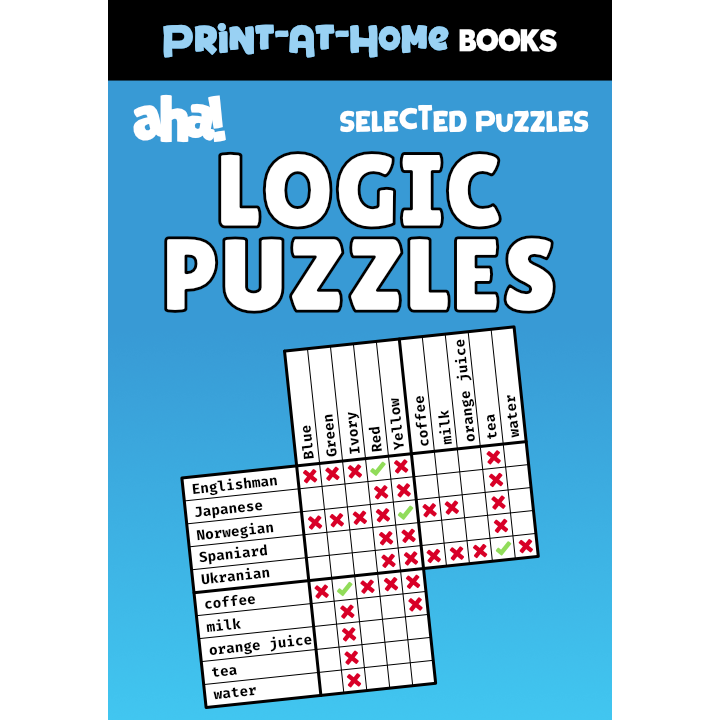 PRINT-AT-HOME BOOKS
aha!
SELECTED PUZZLES
LOGIC
PUZZLES
Blue
Green
Ivory
Red
Yellow
coffee
milk
orange juice
tea
water
Englishman
Japanese
Norwegian
Spaniard
Ukranian
coffee
milk
orange juice
tea
water